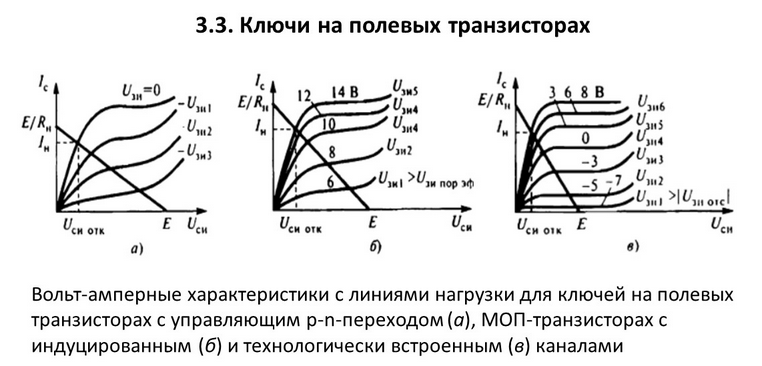 3.3. Ключи на полевых транзисторах
Iс
Uзи=0
−Uзи1
-Uзи2
−Uзи3
E/Rн
Iн
Uси отк
E
Uси
а)
Iс
12
14 В
Uзи5
E/Rн
Uзи4
Iн
10
Uзи4
8
Uзи2
6
Uзи1 >Uзи пор эф
Uси отк
E
Uси
б)
Iс
3 6 8 В
Uзи6
E/Rн
Uзи5
Iн
0
Uзи4
−3
Uзи3
−5
−7
Uзи2
Uзи1 >|Uзи отс|
Uси отк
E
Uси
в)
Вольт-амперные характеристики с линиями нагрузки для ключей на полевых
транзисторах с управляющим p-n-переходом (а), МОП-транзисторах с
индуцированным (б) и технологически встроенным (в) каналами